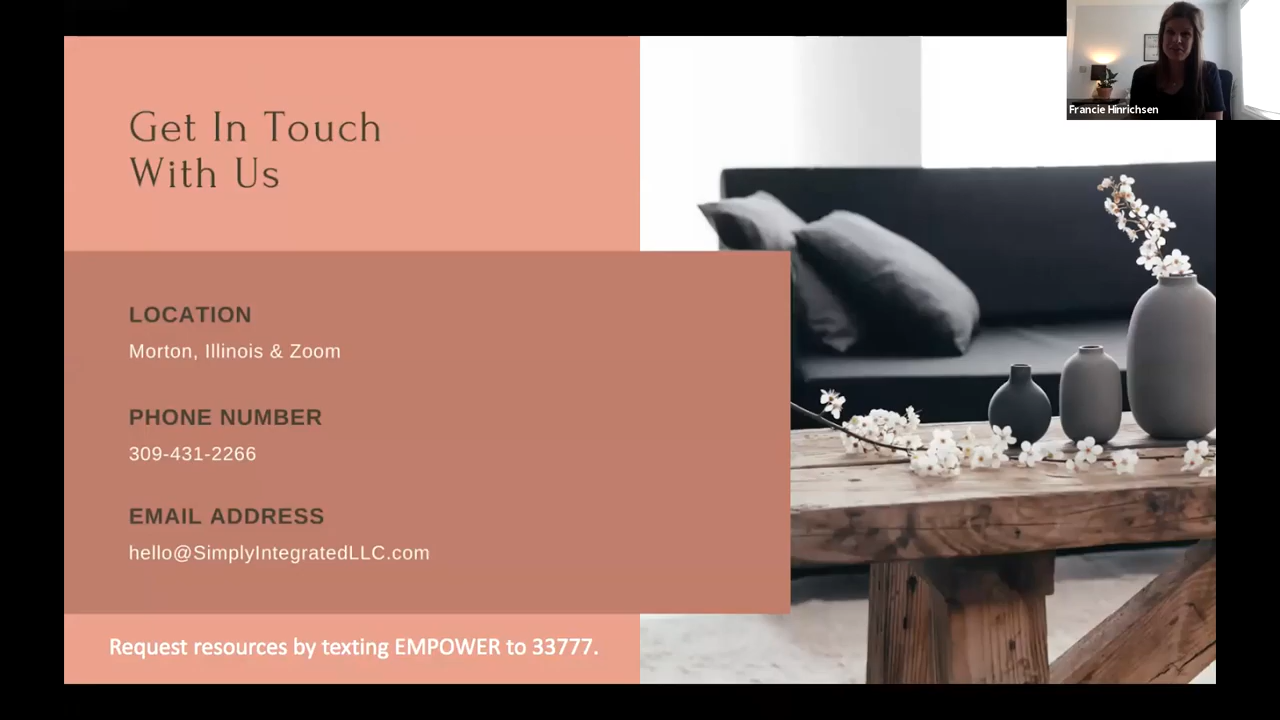 Francie Hinrichsen
Get In Touch
With Us
LOCATION
Morton, Illinois & Zoom
PHONE NUMBER
309-431-2266
EMAIL ADDRESS
hello@SimplyIntegratedLLC.com
Request resources by texting EMPOWER to 33777.